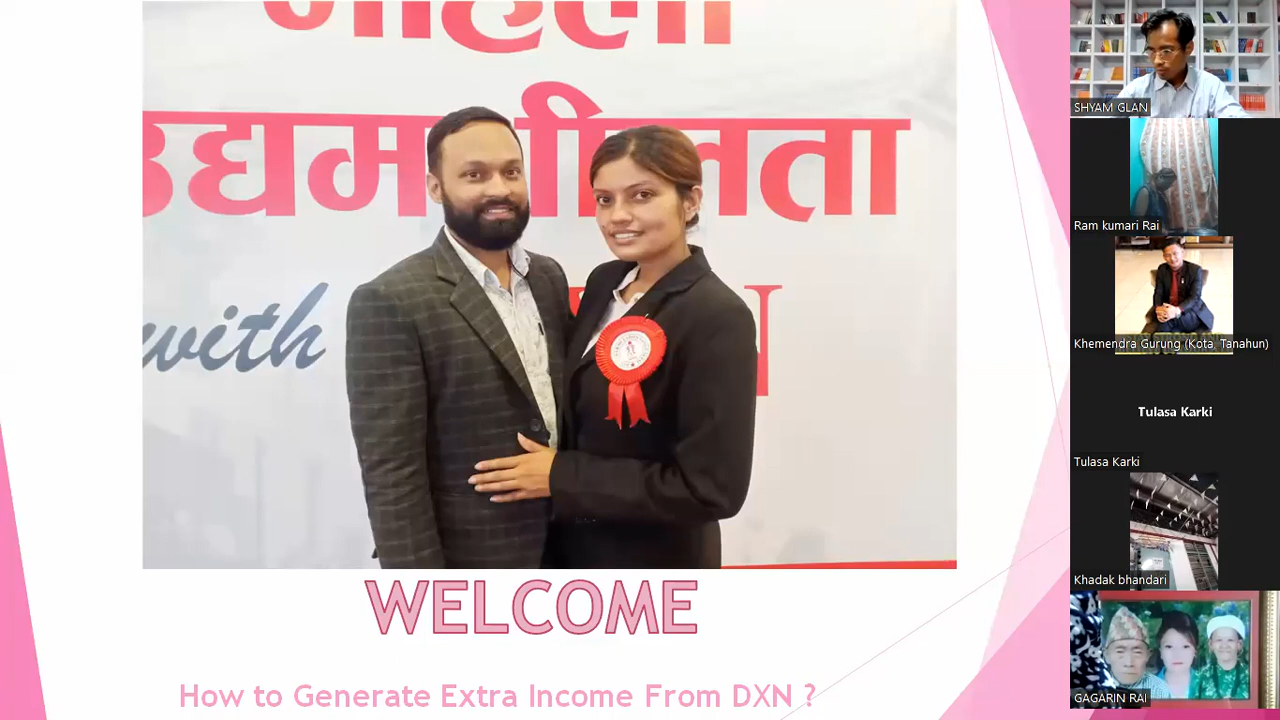 महिला
उद्यमशीलता
with
WELCOME
How to Generate Extra Income From DXN ?
SHYAM GLAN
Ram kumari Rai
Khemendra Gurung (Kota, Tanahun)
Tulasa Karki
Tulasa Karki
Khadak bhandari
GAGARIN RAI